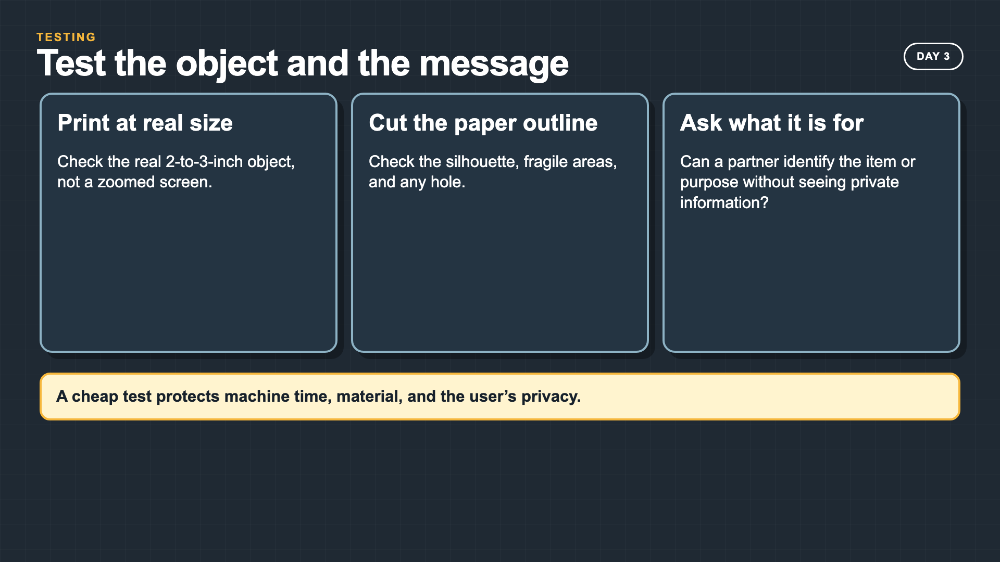 TESTING
Test the object and the message
DAY 3
Print at real size
Check the real 2-to-3-inch object,
not a zoomed screen.
Cut the paper outline
Check the silhouette, fragile areas,
and any hole.
Ask what it is for
Can a partner identify the item or
purpose without seeing private
information?
A cheap test protects machine time, material, and the user’s privacy.